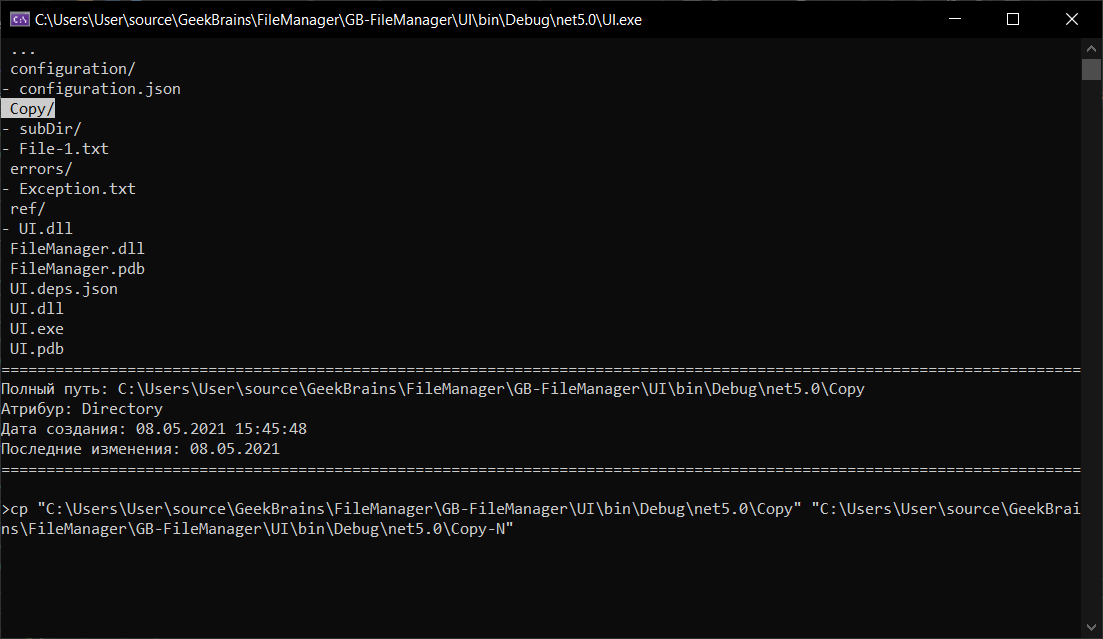 C:\Users\User\source\GeekBrains\FileManager\GB-FileManager\UI\bin\Debug\net5.0\UI.exe
...
configuration/
- configuration.json
Copy/
- subDir/
- File-1.txt
errors/
- Exception.txt
ref/
- UI.dll
FileManager.dll
FileManager.pdb
UI.deps.json
UI.dll
UI.exe
UI.pdb
========================================================================================================================
Полный путь: C:\Users\User\source\GeekBrains\FileManager\GB-FileManager\UI\bin\Debug\net5.0\Copy
Атрибур: Directory
Дата создания: 08.05.2021 15:45:48
Последние изменения: 08.05.2021
========================================================================================================================
>cp "C:\Users\User\source\GeekBrains\FileManager\GB-FileManager\UI\bin\Debug\net5.0\Copy" "C:\Users\User\source\GeekBrai
ns\FileManager\GB-FileManager\UI\bin\Debug\net5.0\Copy-N"